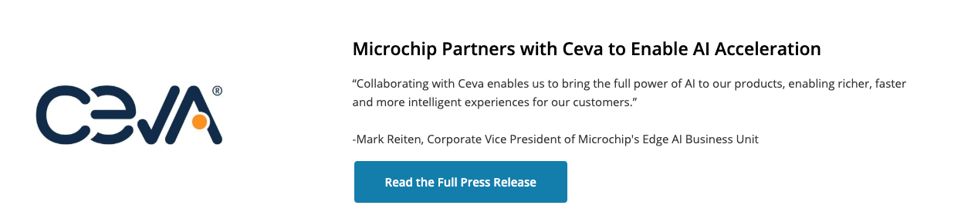 CEVA®
Microchip Partners with Ceva to Enable AI Acceleration
“Collaborating with Ceva enables us to bring the full power of AI to our products, enabling richer, faster
and more intelligent experiences for our customers.”
-Mark Reiten, Corporate Vice President of Microchip's Edge AI Business Unit
Read the Full Press Release